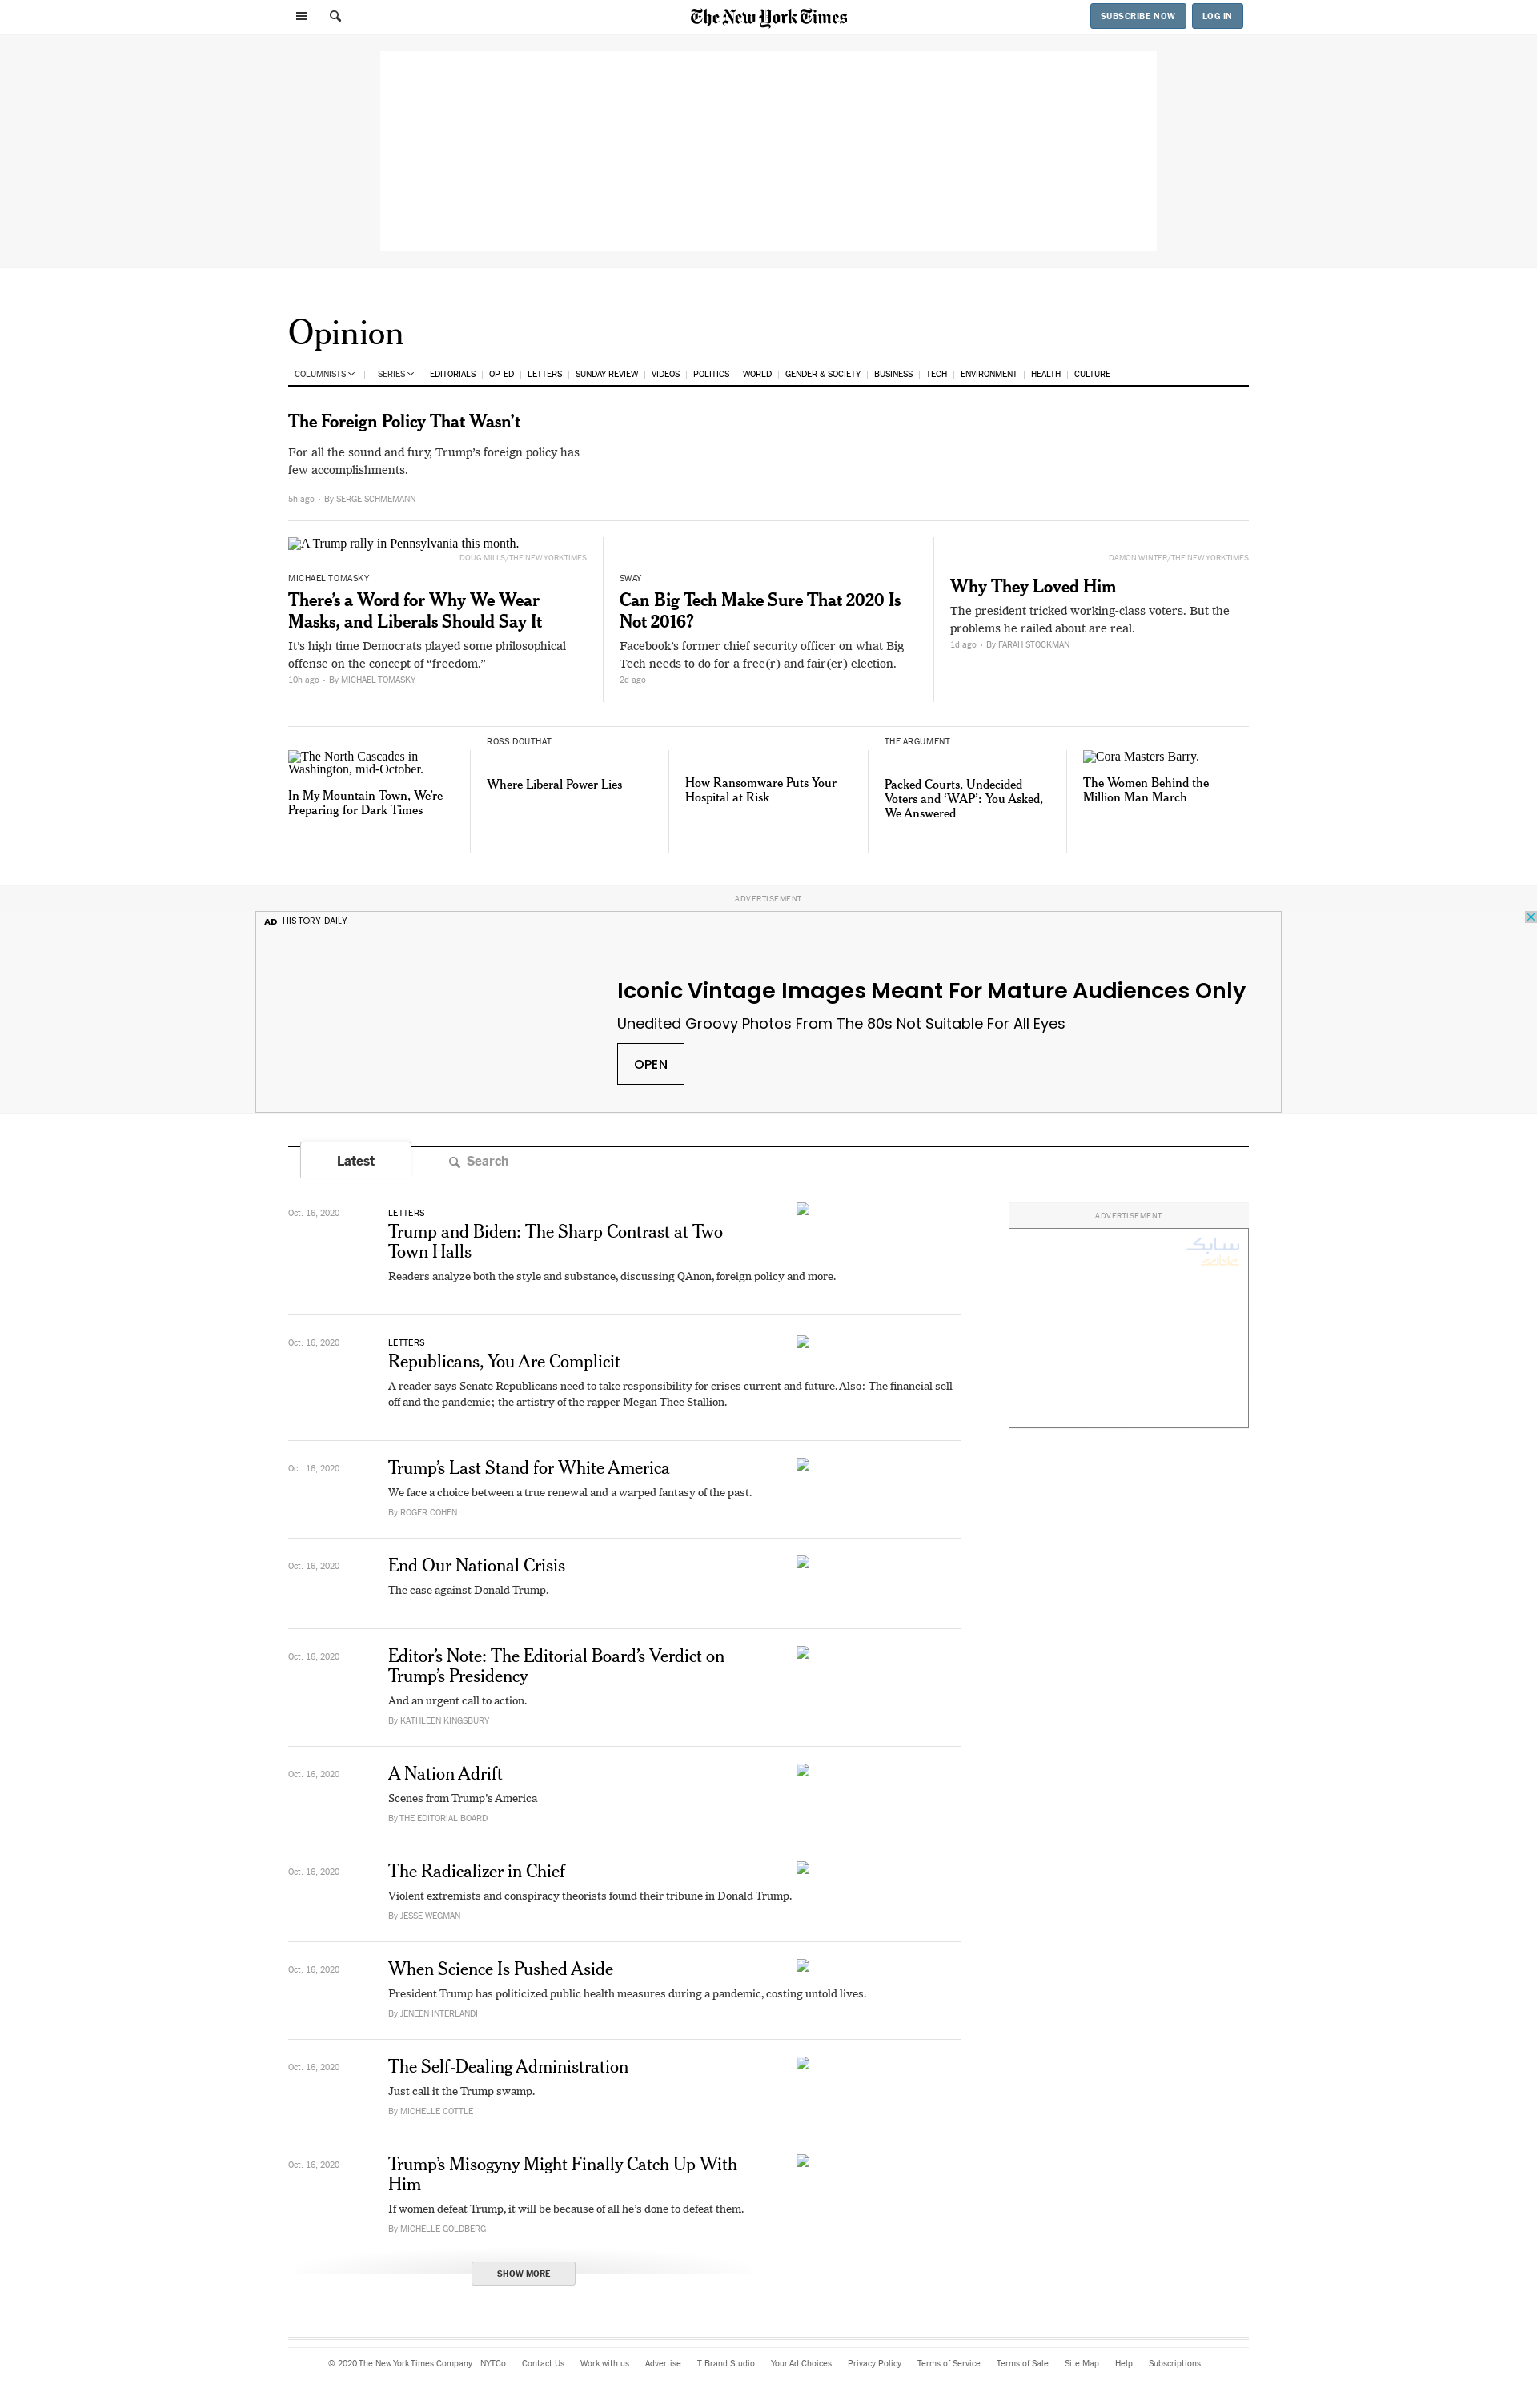 The New York Times
SUBSCRIBE NOW
LOG IN
Opinion
COLUMNISTS | SERIES EDITORIALS | OP-ED | LETTERS | SUNDAY REVIEW | VIDEOS | POLITICS | WORLD | GENDER & SOCIETY | BUSINESS | TECH | ENVIRONMENT | HEALTH | CULTURE
The Foreign Policy That Wasn’t
For all the sound and fury, Trump’s foreign policy has
few accomplishments.
5h ago • By SERGE SCHMEMANN
A Trump rally in Pennsylvania this month.
DOUG MILLS/THE NEW YORK TIMES
MICHAEL TOMASKY
There’s a Word for Why We Wear
Masks, and Liberals Should Say It
It’s high time Democrats played some philosophical
offense on the concept of “freedom.”
10h ago • By MICHAEL TOMASKY
SWAY
Can Big Tech Make Sure That 2020 Is
Not 2016?
Facebook’s former chief security officer on what Big
Tech needs to do for a free(r) and fair(er) election.
2d ago
DAMON WINTER/THE NEW YORK TIMES
Why They Loved Him
The president tricked working-class voters. But the
problems he railed about are real.
1d ago • By FARAH STOCKMAN
The North Cascades in
Washington, mid-October.
In My Mountain Town, We’re
Preparing for Dark Times
ROSS DOUTHAT
Where Liberal Power Lies
How Ransomware Puts Your
Hospital at Risk
THE ARGUMENT
Packed Courts, Undecided
Voters and ‘WAP’: You Asked,
We Answered
Cora Masters Barry.
The Women Behind the
Million Man March
ADVERTISEMENT
AD HISTORY DAILY
Iconic Vintage Images Meant For Mature Audiences Only
Unedited Groovy Photos From The 80s Not Suitable For All Eyes
OPEN
Latest
Search
Oct. 16, 2020
LETTERS
Trump and Biden: The Sharp Contrast at Two
Town Halls
Readers analyze both the style and substance, discussing QAnon, foreign policy and more.
ADVERTISEMENT
سابك
Oct. 16, 2020
LETTERS
Republicans, You Are Complicit
A reader says Senate Republicans need to take responsibility for crises current and future. Also: The financial sell-
off and the pandemic; the artistry of the rapper Megan Thee Stallion.
Oct. 16, 2020
Trump’s Last Stand for White America
We face a choice between a true renewal and a warped fantasy of the past.
By ROGER COHEN
Oct. 16, 2020
End Our National Crisis
The case against Donald Trump.
Oct. 16, 2020
Editor’s Note: The Editorial Board’s Verdict on
Trump’s Presidency
And an urgent call to action.
By KATHLEEN KINGSBURY
Oct. 16, 2020
A Nation Adrift
Scenes from Trump’s America
By THE EDITORIAL BOARD
Oct. 16, 2020
The Radicalizer in Chief
Violent extremists and conspiracy theorists found their tribune in Donald Trump.
By JESSE WEGMAN
Oct. 16, 2020
When Science Is Pushed Aside
President Trump has politicized public health measures during a pandemic, costing untold lives.
By JENEEN INTERLANDI
Oct. 16, 2020
The Self-Dealing Administration
Just call it the Trump swamp.
By MICHELLE COTTLE
Oct. 16, 2020
Trump’s Misogyny Might Finally Catch Up With
Him
If women defeat Trump, it will be because of all he’s done to defeat them.
By MICHELLE GOLDBERG
SHOW MORE
© 2020 The New York Times Company NYTCo Contact Us Work with us Advertise T Brand Studio Your Ad Choices Privacy Policy Terms of Service Terms of Sale Site Map Help Subscriptions